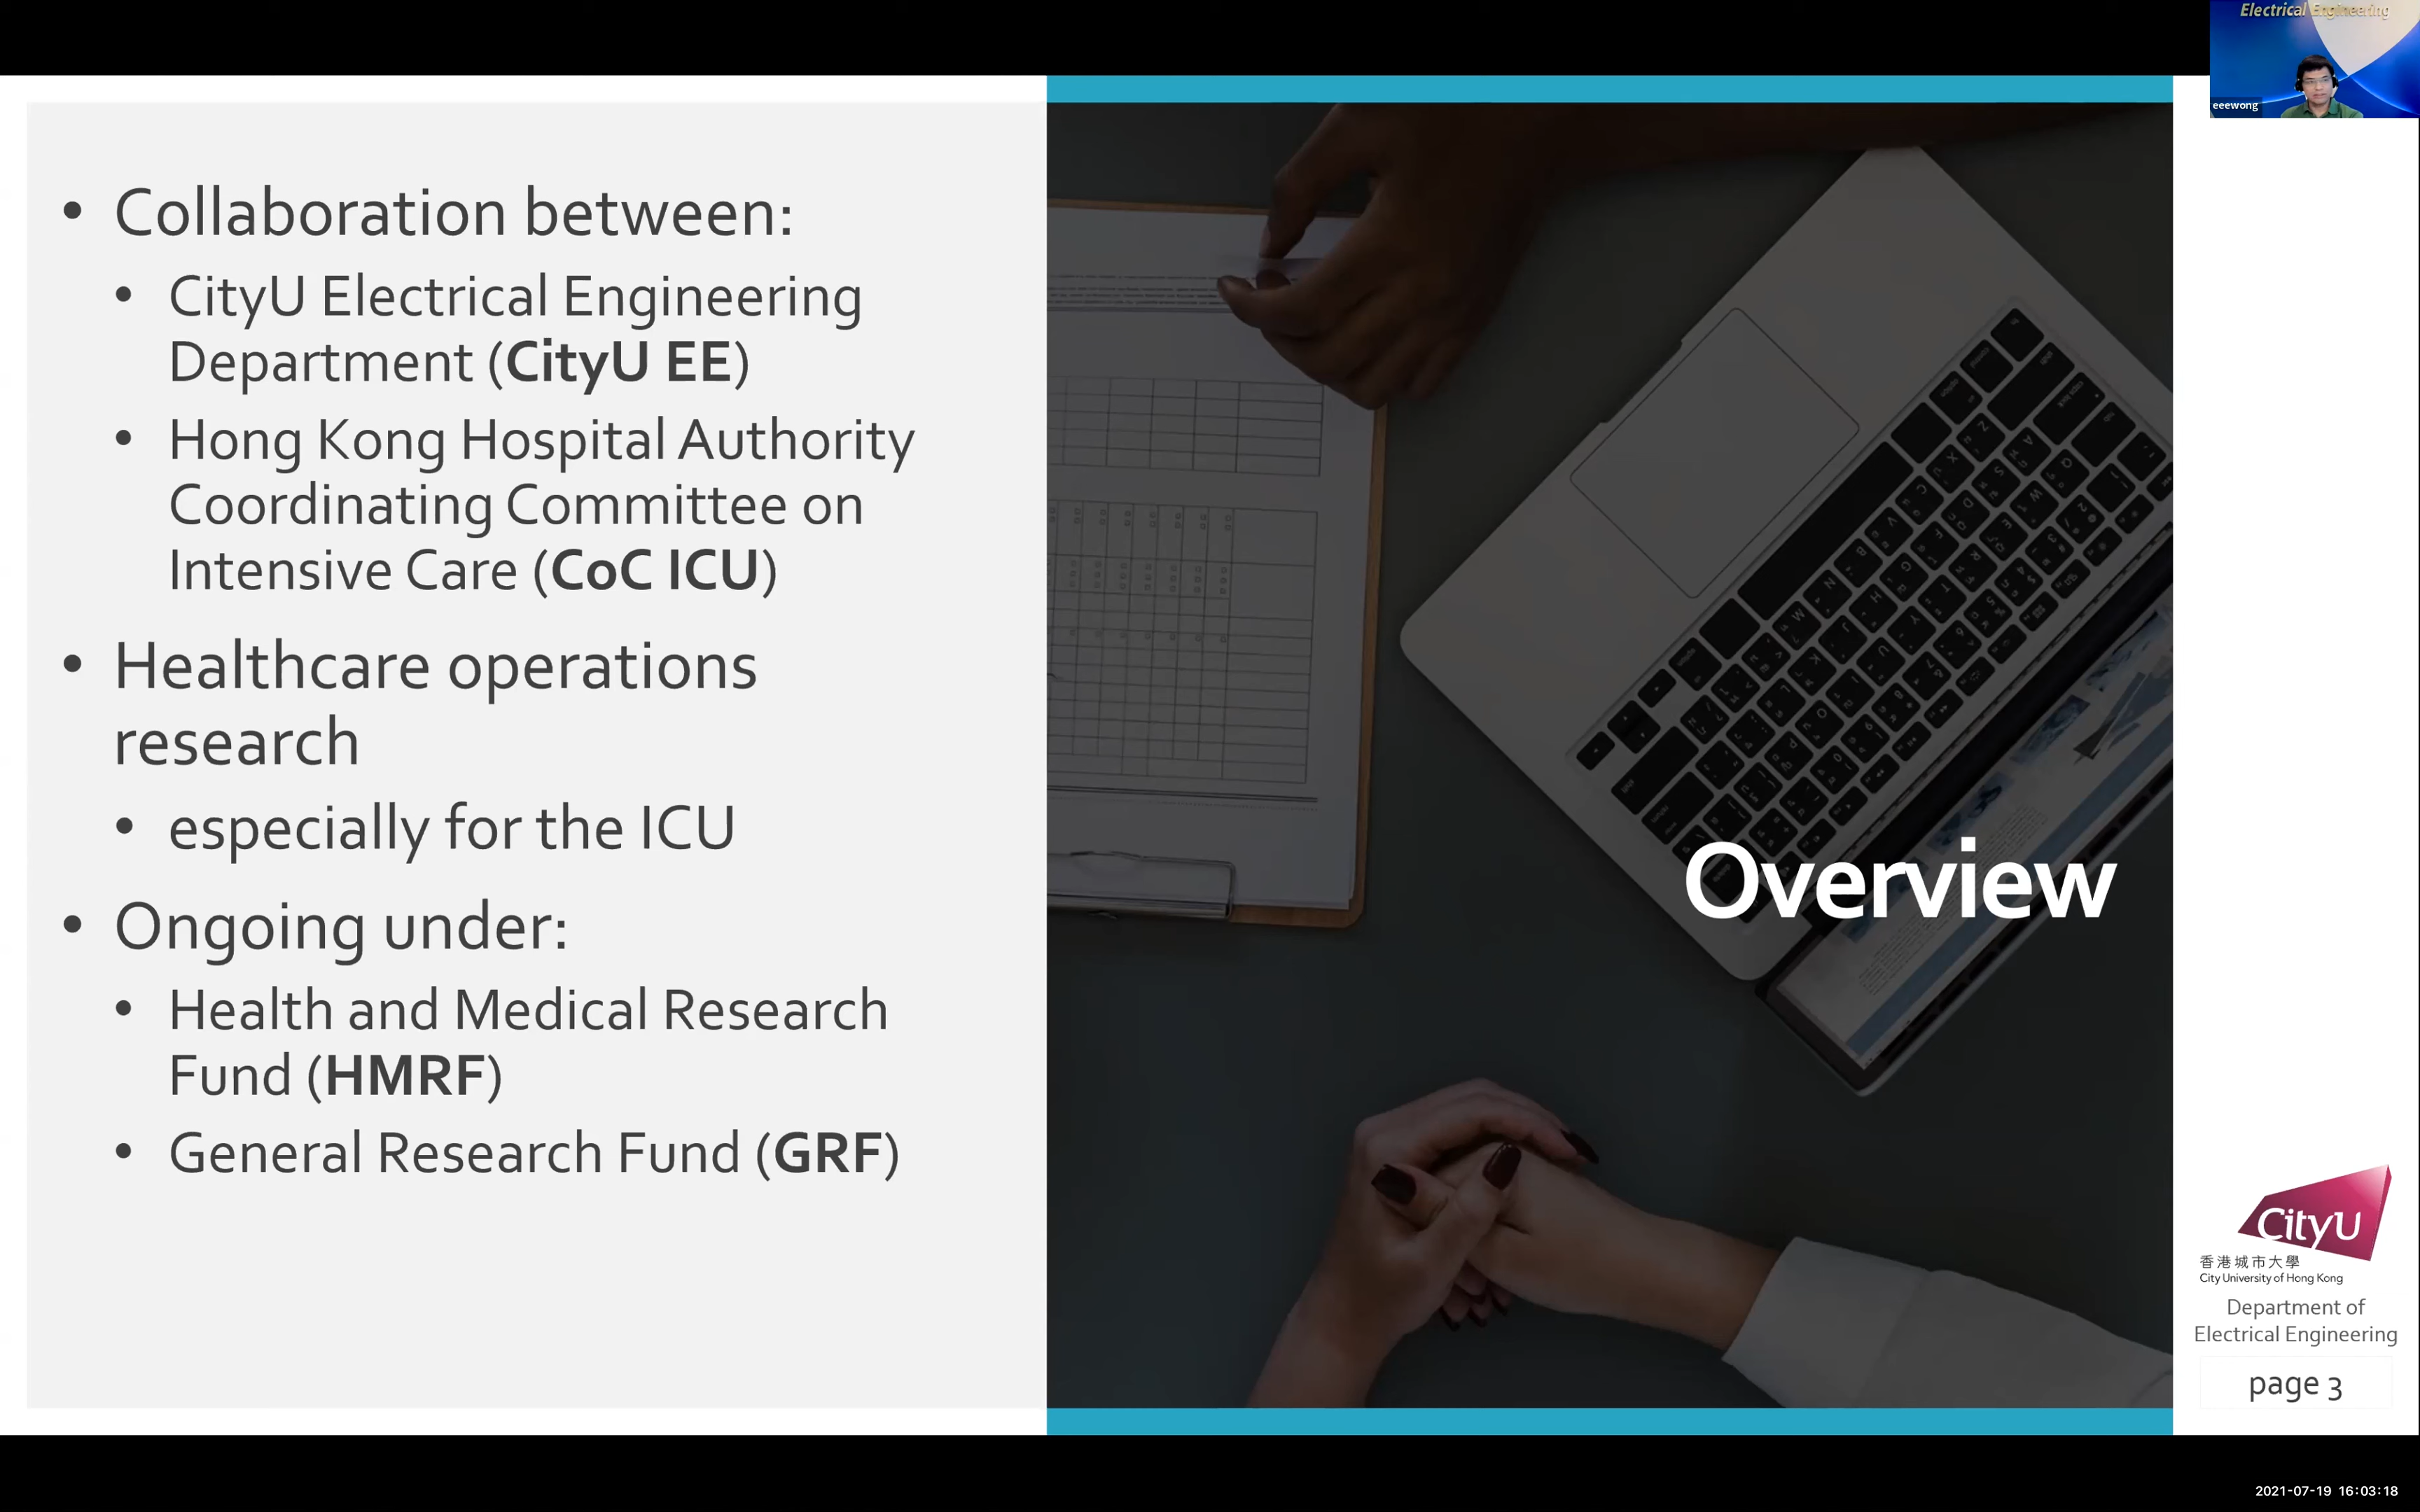 Electrical Engineering
eeewong
• Collaboration between:
• CityU Electrical Engineering
Department (CityU EE)
• Hong Kong Hospital Authority
Coordinating Committee on
Intensive Care (CoC ICU)
• Healthcare operations
research
• especially for the ICU
• Ongoing under:
• Health and Medical Research
Fund (HMRF)
• General Research Fund (GRF)
Overview
CityU
香港城市大學
City University of Hong Kong
Department of
Electrical Engineering
page 3
2021-07-19 16:03:18